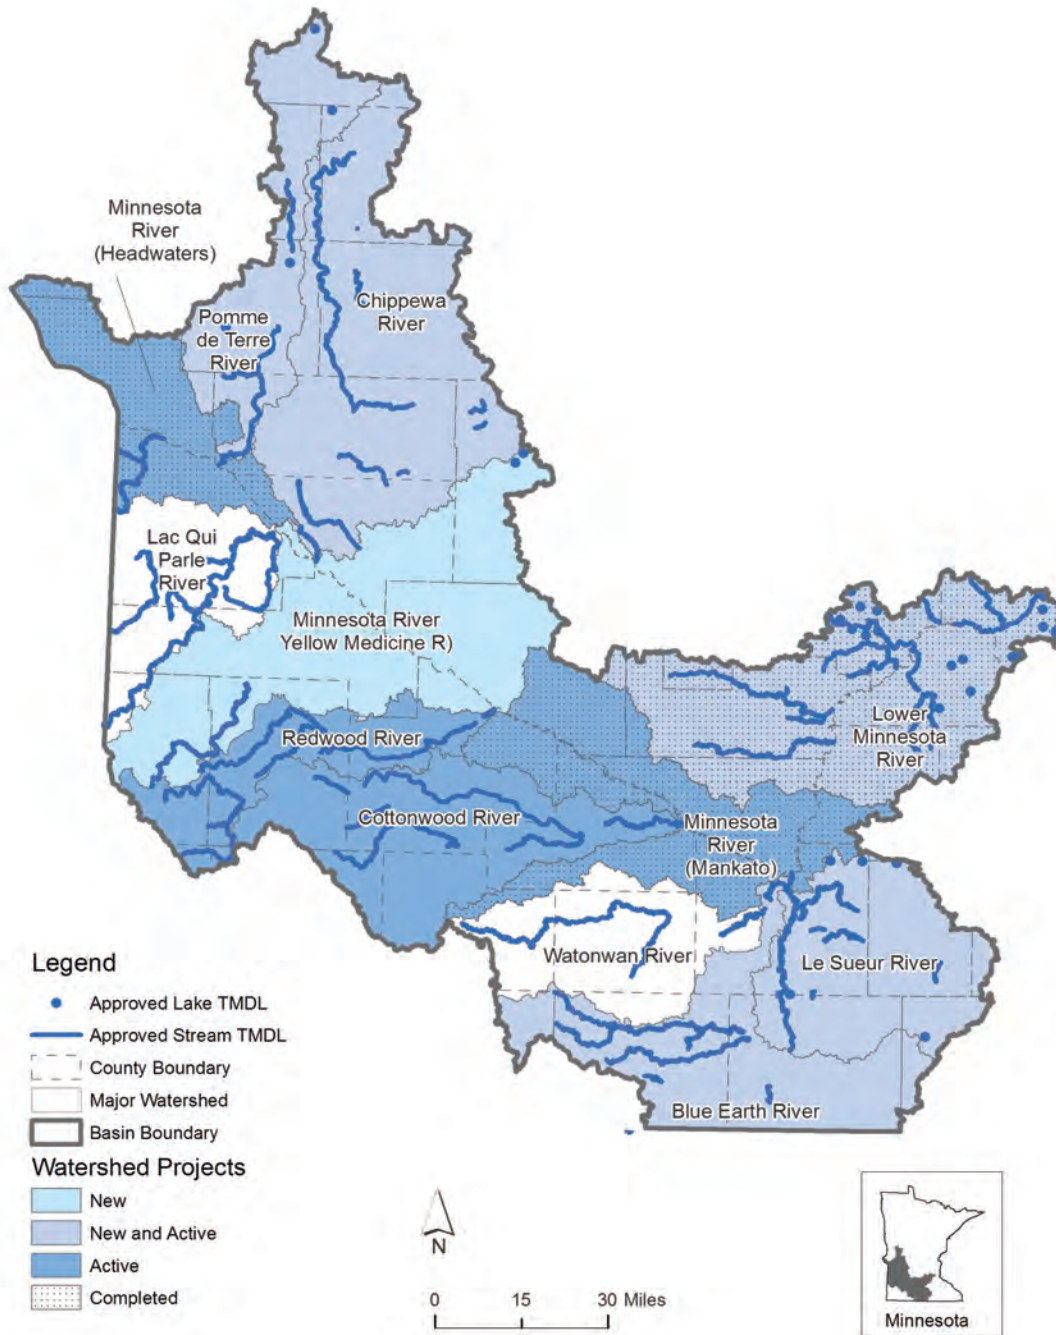 Minnesota
River
(Headwaters)
Pomme
de Terre
River
Chippewa
River
Lac Qui
Parle
River
Minnesota River
Yellow Medicine R)
Redwood River
Lower
Minnesota
River
Cottonwood River
Minnesota
River
(Mankato)
Watonwan River
Le Sueur River
Blue Earth River
Legend
Approved Lake TMDL
Approved Stream TMDL
County Boundary
Major Watershed
Basin Boundary
Watershed Projects
New
New and Active
Active
Completed
N
0 15 30 Miles
Minnesota